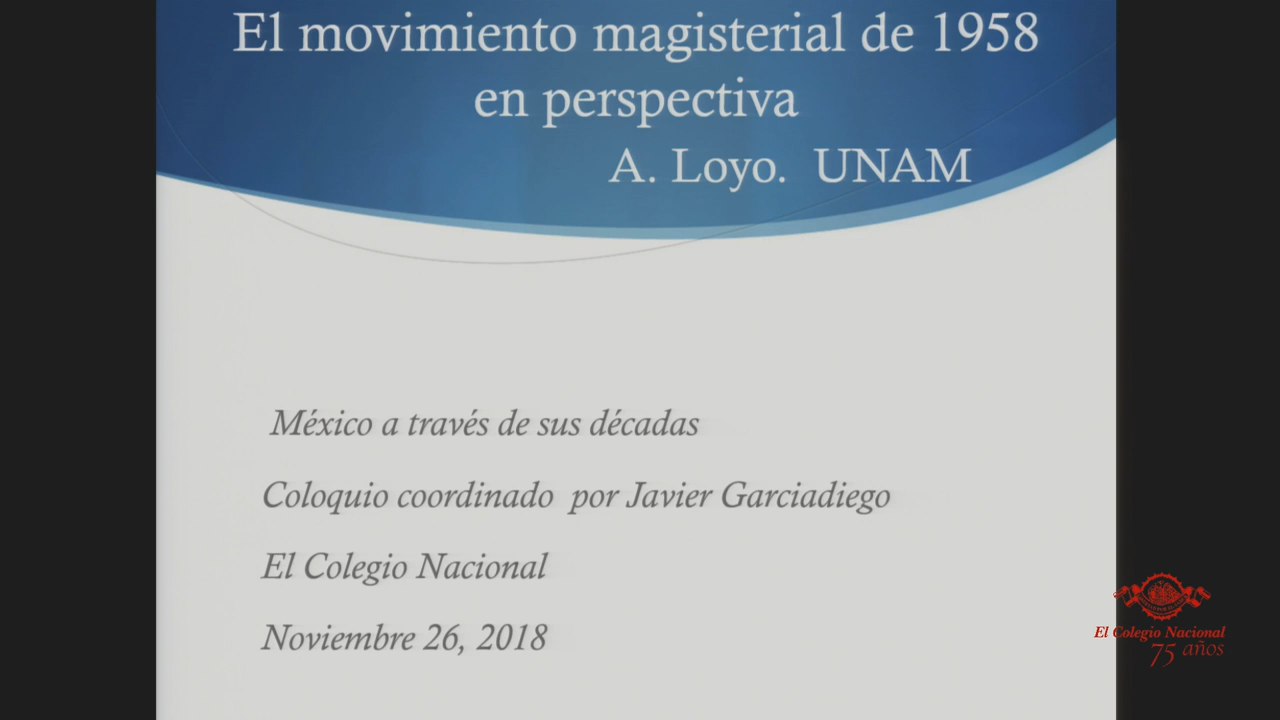 El movimiento magisterial de 1958
en perspectiva
A. Loyo. UNAM
México a través de sus décadas
Coloquio coordinado por Javier Garciadiego
El Colegio Nacional
Noviembre 26, 2018
El Colegio Nacional
75 años